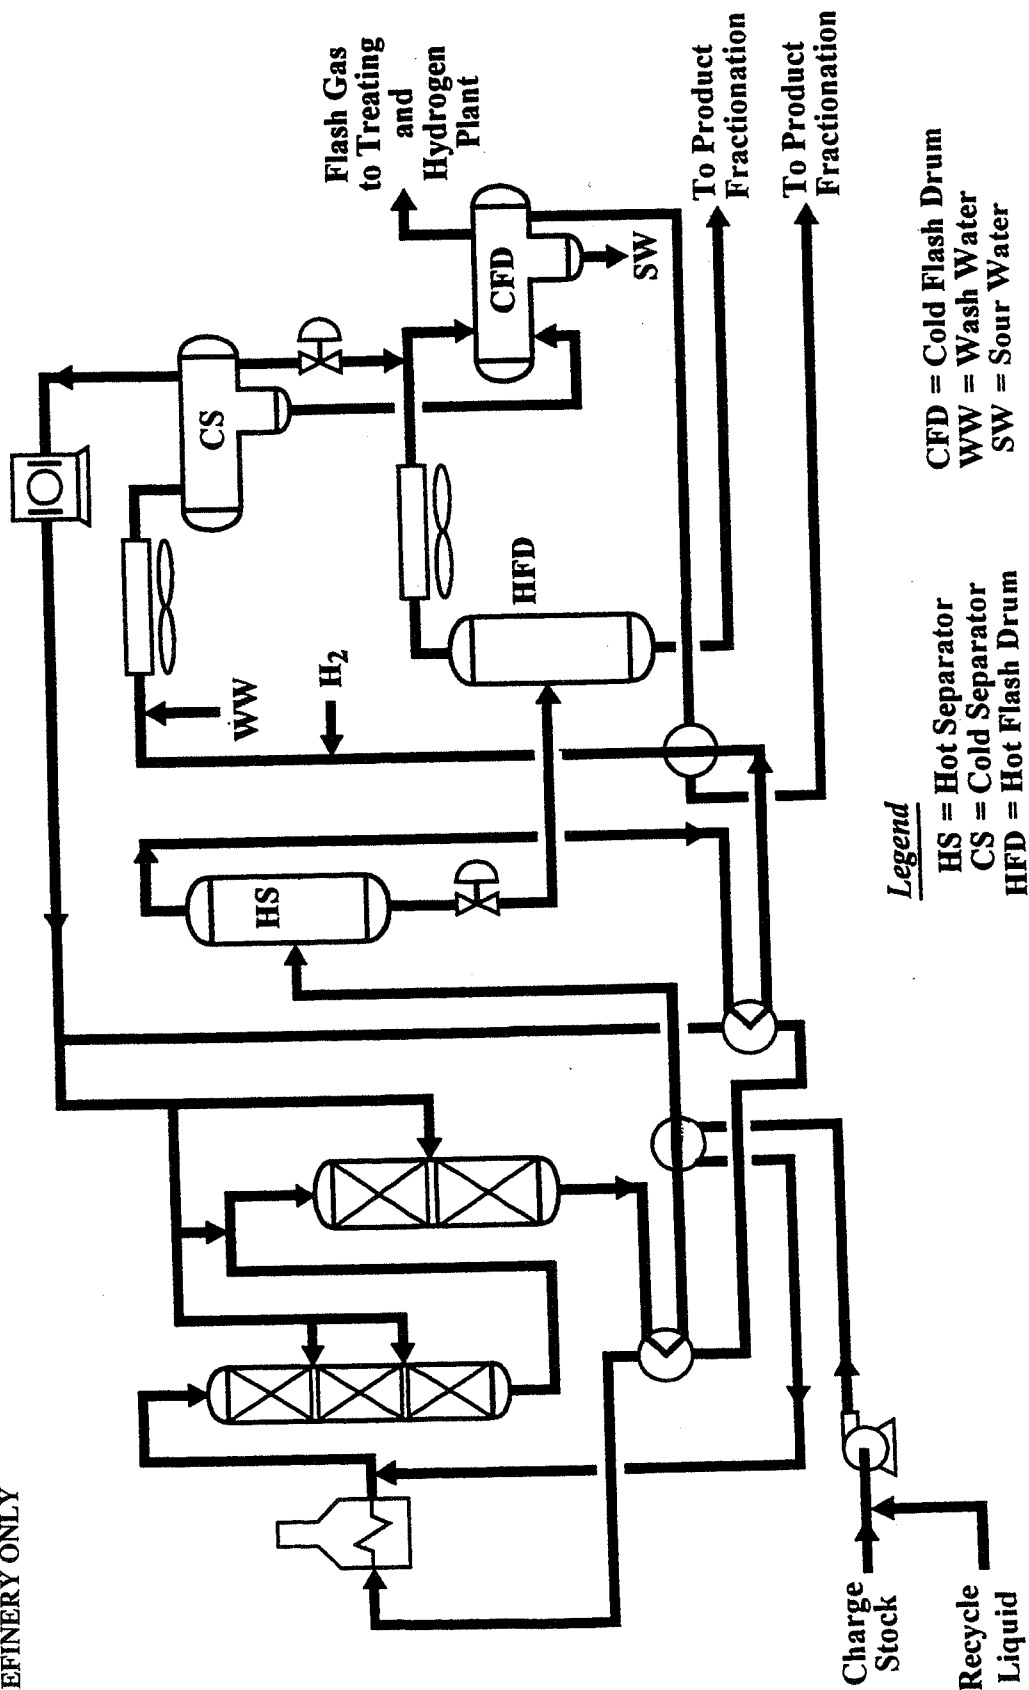 EFINERY ONLY
Flash Gas
to Treating
and
Hydrogen
Plant
CS
WW
H2
HS
HFD
CFD
SW
To Product
Fractionation
To Product
Fractionation
Charge
Stock
Recycle
Liquid
Legend
HS = Hot Separator
CS = Cold Separator
HFD = Hot Flash Drum
CFD = Cold Flash Drum
WW = Wash Water
SW = Sour Water